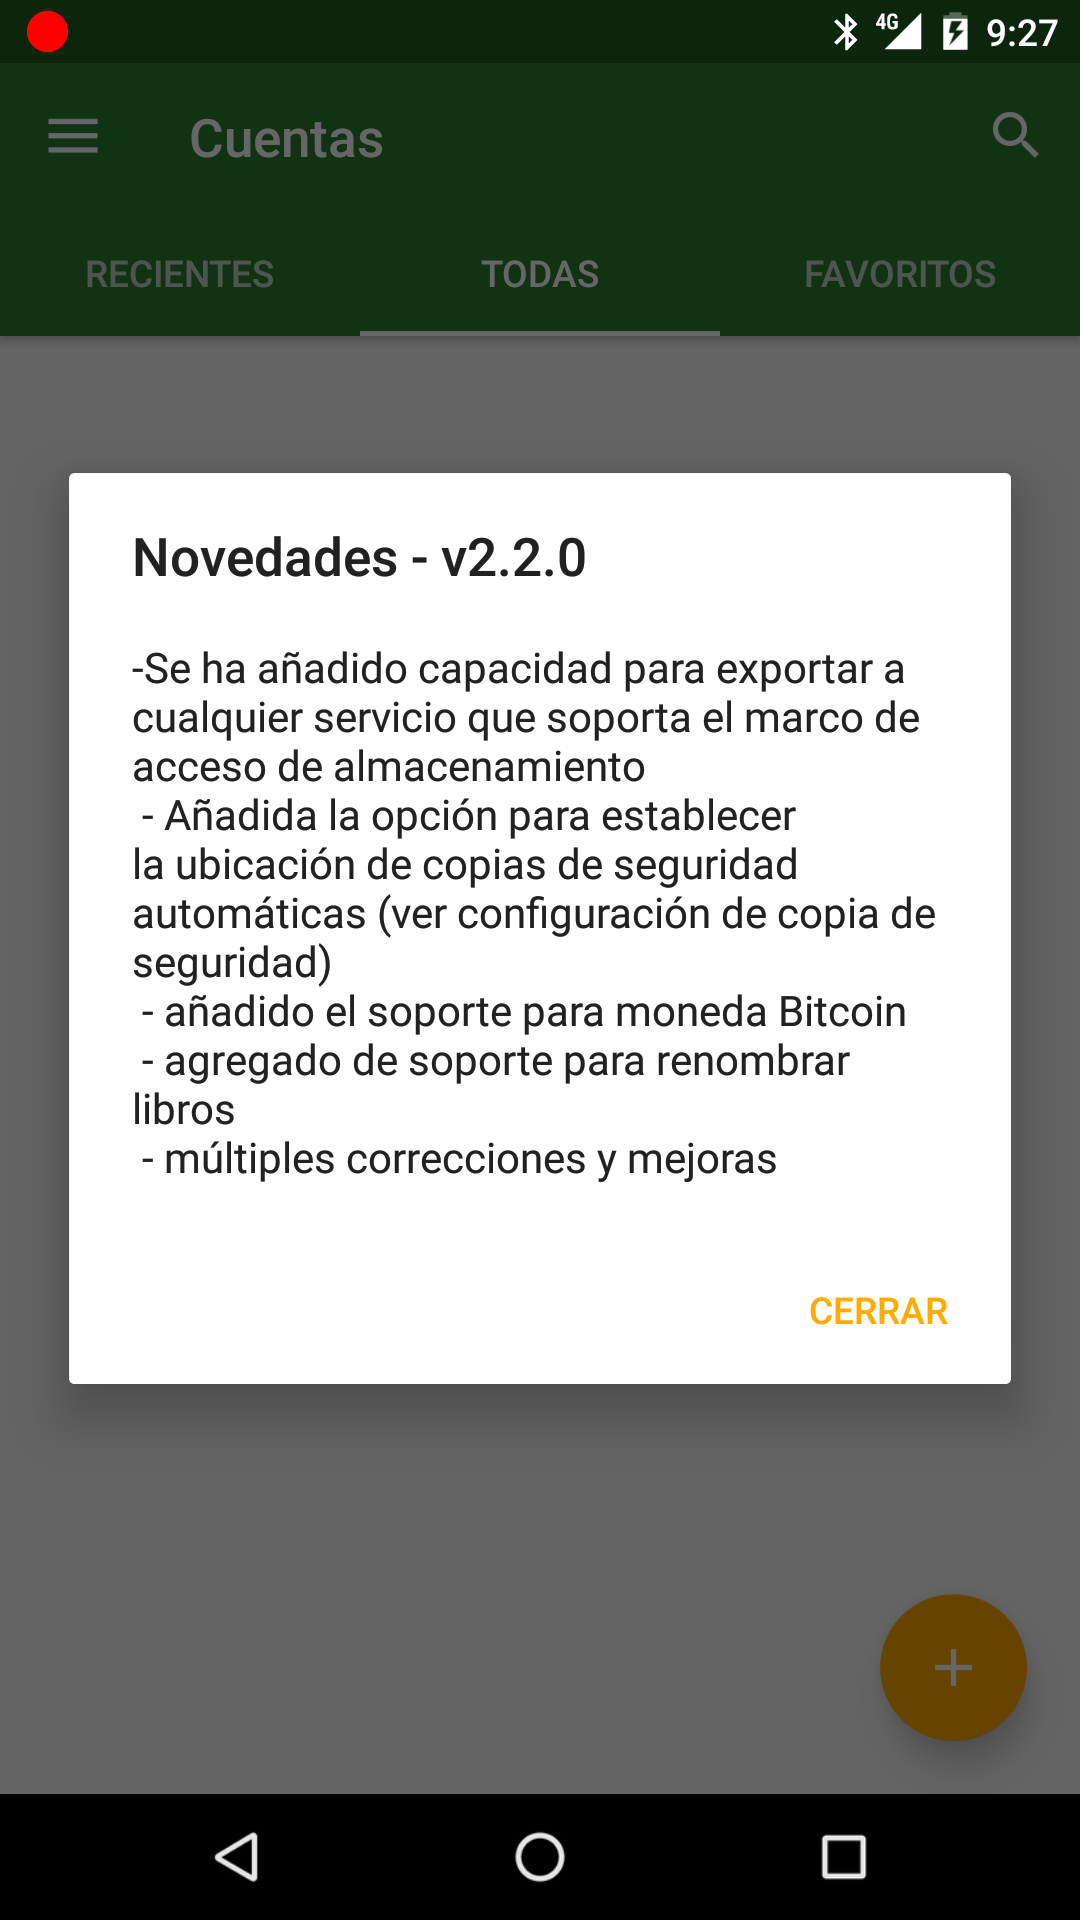 4G 9:27
Cuentas
RECIENTES TODAS FAVORITOS
Novedades - v2.2.0
-Se ha añadido capacidad para exportar a
cualquier servicio que soporta el marco de
acceso de almacenamiento
- Añadida la opción para establecer
la ubicación de copias de seguridad
automáticas (ver configuración de copia de
seguridad)
- añadido el soporte para moneda Bitcoin
- agregado de soporte para renombrar
libros
- múltiples correcciones y mejoras
CERRAR